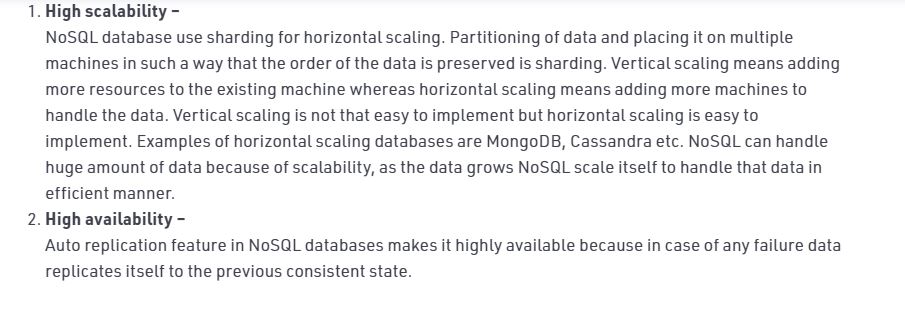 1. High scalability –
NoSQL database use sharding for horizontal scaling. Partitioning of data and placing it on multiple
machines in such a way that the order of the data is preserved is sharding. Vertical scaling means adding
more resources to the existing machine whereas horizontal scaling means adding more machines to
handle the data. Vertical scaling is not that easy to implement but horizontal scaling is easy to
implement. Examples of horizontal scaling databases are MongoDB, Cassandra etc. NoSQL can handle
huge amount of data because of scalability, as the data grows NoSQL scale itself to handle that data in
efficient manner.
2. High availability –
Auto replication feature in NoSQL databases makes it highly available because in case of any failure data
replicates itself to the previous consistent state.